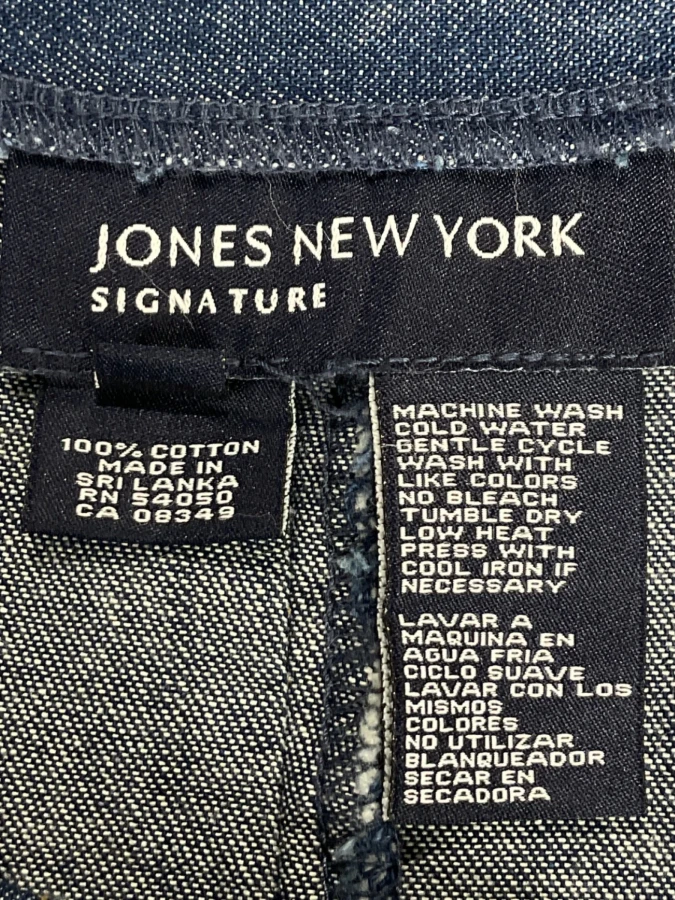 JONES NEW YORK
SIGNATURE
100% COTTON
MADE IN
SRI LANKA
RN 54050
CA 08349
MACHINE WASH
COLD WATER
GENTLE CYCLE
WASH WITH
LIKE COLORS
NO BLEACH
TUMBLE DRY
LOW HEAT
PRESS WITH
COOL IRON IF
NECESSARY
LAVAR A
MAQUINA EN
AGUA FRIA
CICLO SUAVE
LAVAR CON LOS
MISMOS
COLORES
NO UTILIZAR
BLANQUEADOR
SECAR EN
SECADORA